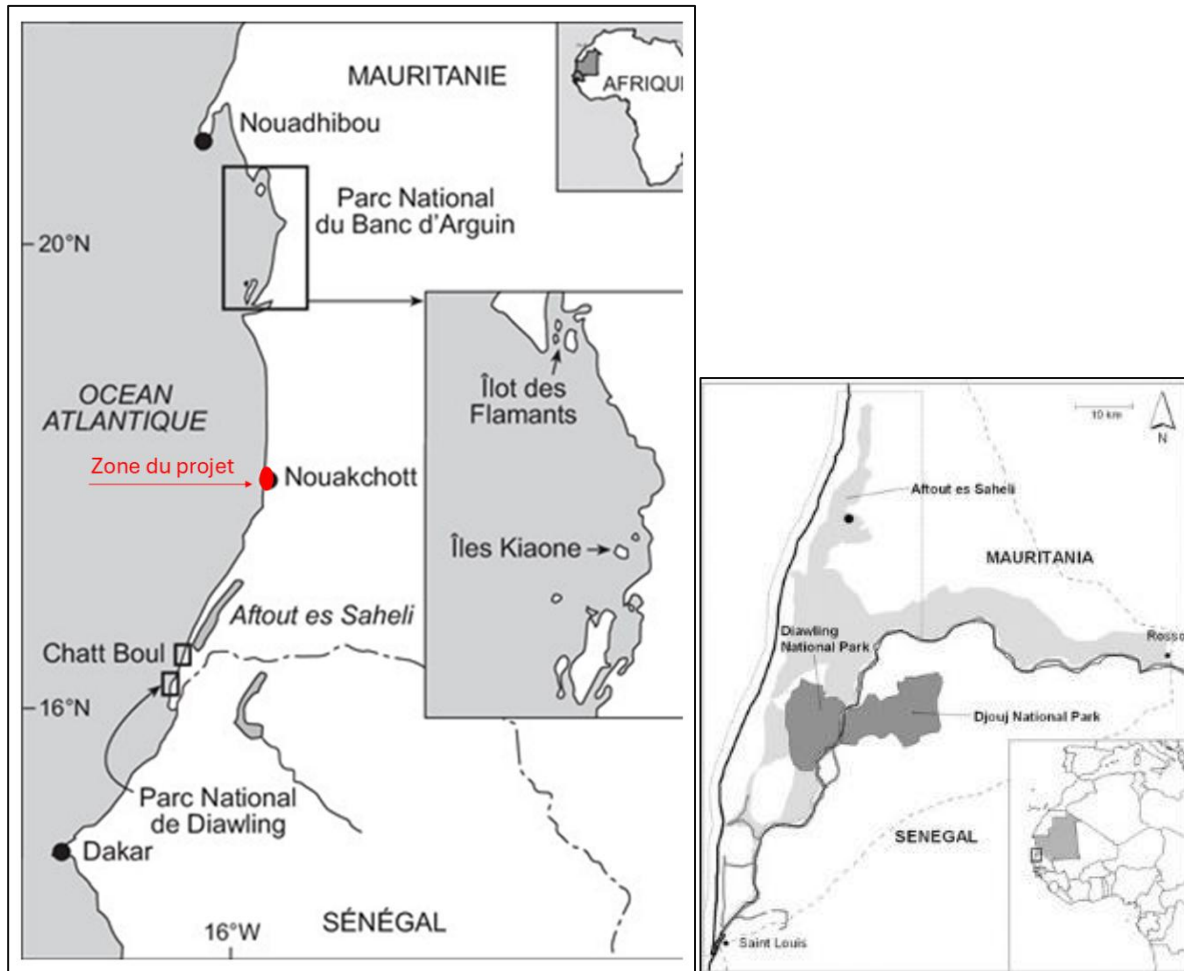 MAURITANIE
AFRIQU
Nouadhibou
Parc National
du Banc d'Arguin
20°N
OCEAN
ATLANTIQUE
Îlot des
Flamants
Zone du projet
Nouakchott
Îles Kiaone
Aftout es Saheli
Chatt Boul
16°N
Parc National
de Diawling
Dakar
16°W
SÉNÉGAL
10 km
N
Aftout es Saheli
MAURITANIA
Diawling
National Park
Rosso
Djouj National Park
SENEGAL
Saint Louis